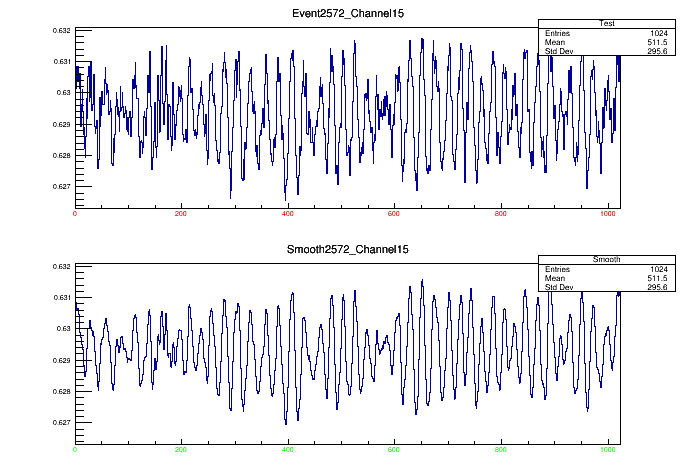 Event2572_Channel15
Test
Entries 1024
Mean 511.5
Std Dev 295.6
0.632
0.631
0.63
0.629
0.628
0.627
0 200 400 600 800 1000
Smooth2572_Channel15
Smooth
Entries 1024
Mean 511.5
Std Dev 295.6
0.632
0.631
0.63
0.629
0.628
0.627
0 200 400 600 800 1000